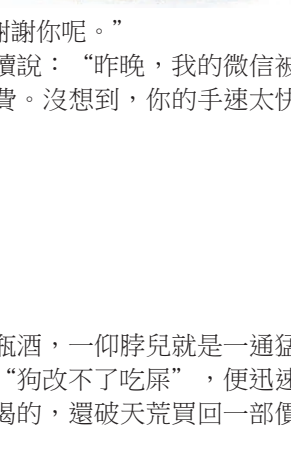 謝謝你呢。”
續說：“昨晚，我的微信被
費。沒想到，你的手速太快
瓶酒，一仰脖兒就是一通猛
“狗改不了吃屎”，便迅速
喝的，還破天荒買回一部價